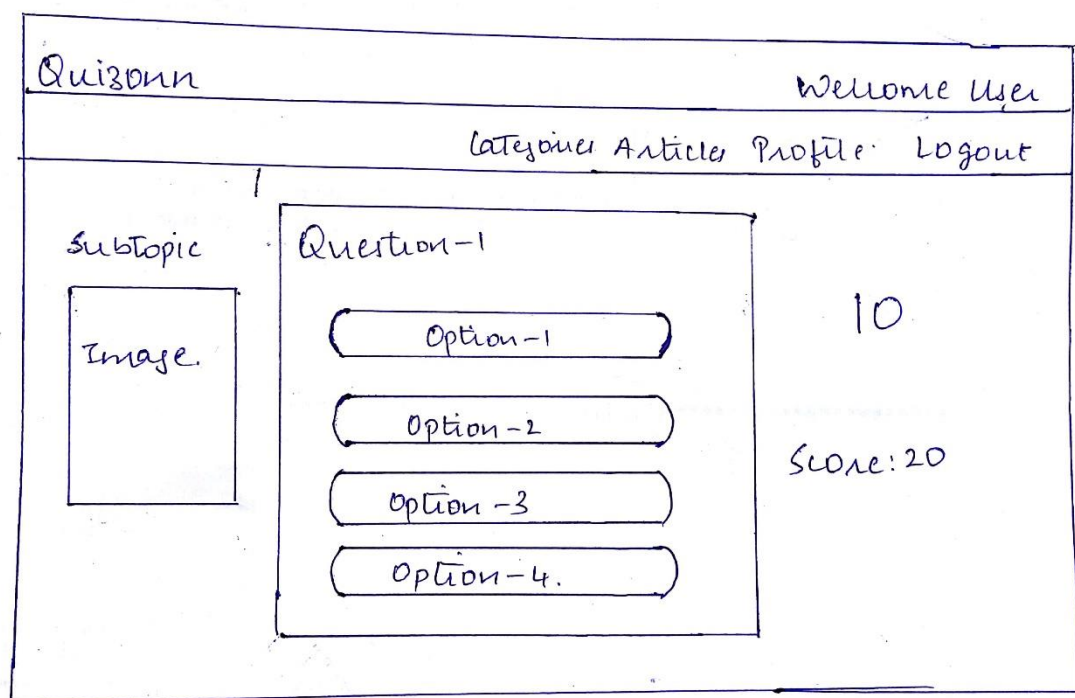 Quizonn
Welcome User
Categories Articles Profile Logout
Subtopic
Image.
Question-1
Option-1
Option-2
Option-3
Option-4.
10
Score: 20